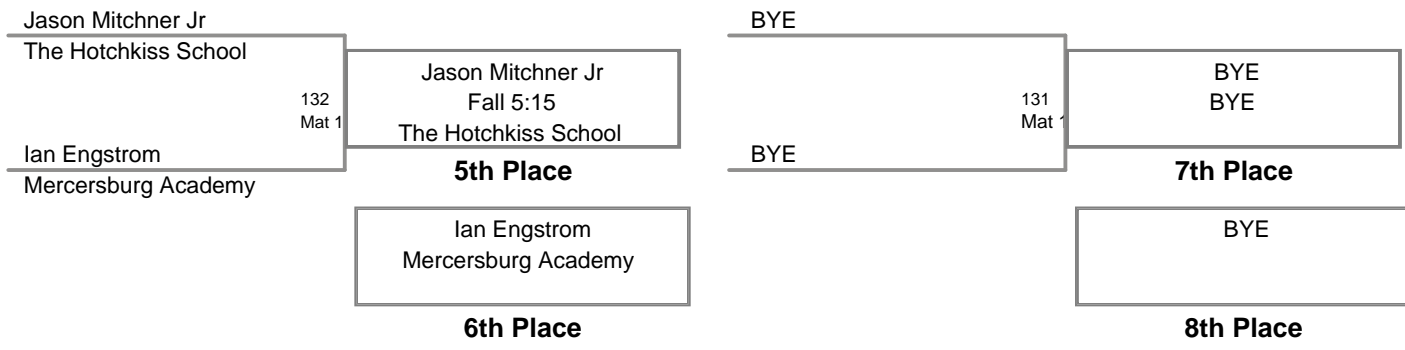 Jason Mitchner Jr
The Hotchkiss School
132
Mat 1
Ian Engstrom
Mercersburg Academy
Jason Mitchner Jr
Fall 5:15
The Hotchkiss School
5th Place
Ian Engstrom
Mercersburg Academy
6th Place
BYE
131
Mat 1
BYE
BYE
BYE
7th Place
BYE
8th Place